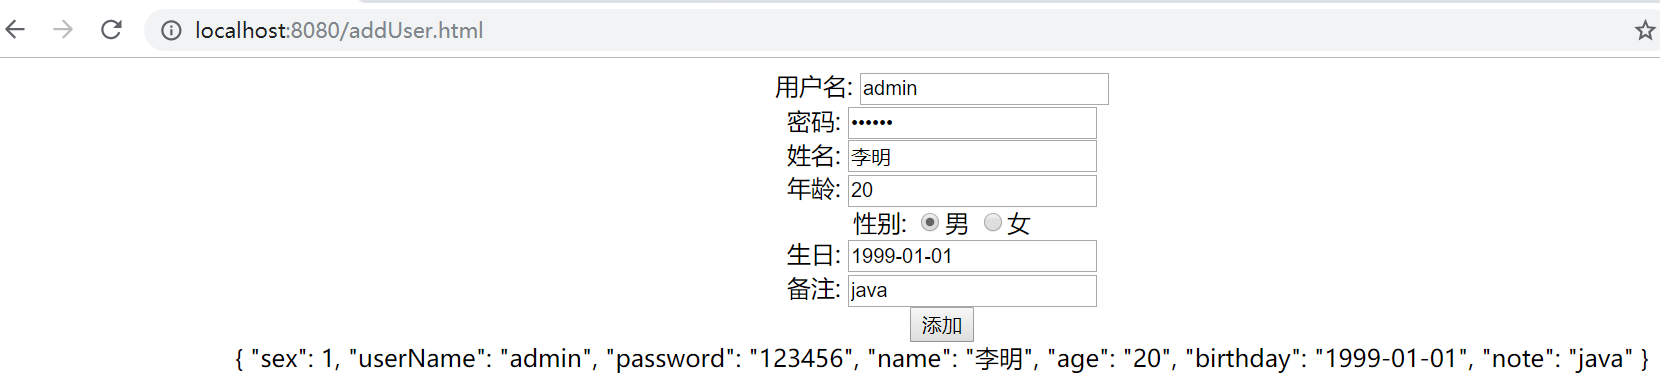 localhost:8080/addUser.html
用户名: admin
密码: ••••••
姓名: 李明
年龄: 20
性别: 男 女
生日: 1999-01-01
备注: java
添加
{ "sex": 1, "userName": "admin", "password": "123456", "name": "李明", "age": "20", "birthday": "1999-01-01", "note": "java" }